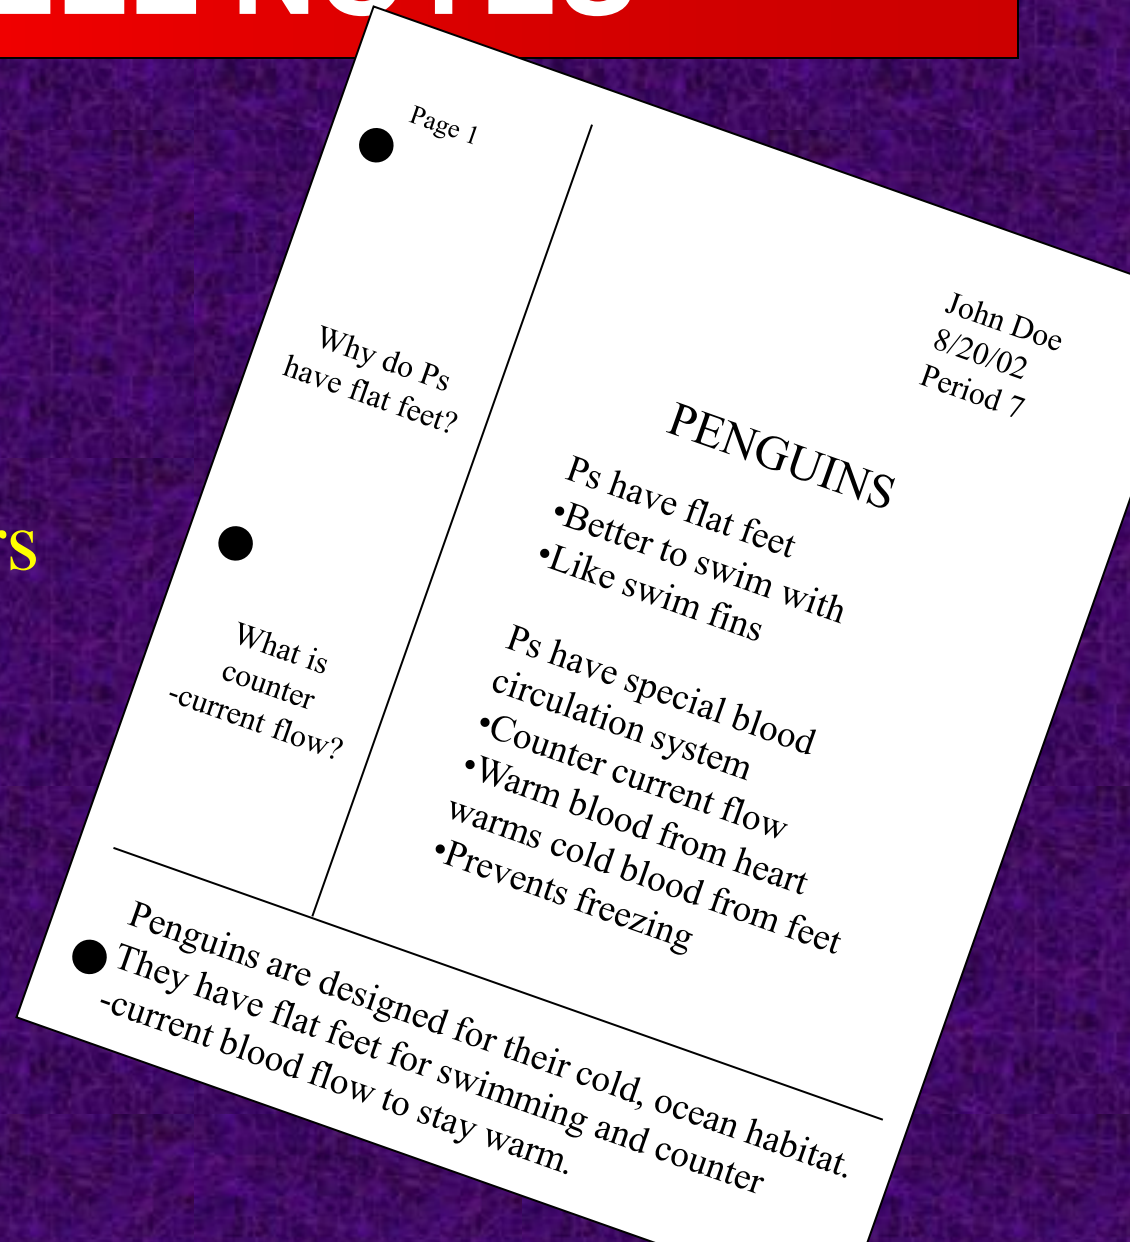 NOTES
Page 1
John Doe
8/20/02
Period 7
PENGUINS
Why do Ps
have flat feet?
Ps have flat feet
•Better to swim with
•Like swim fins
What is
counter
-current flow?
Ps have special blood
circulation system
•Counter current flow
•Warm blood from heart
warms cold blood from feet
•Prevents freezing
Penguins are designed for their cold, ocean habitat.
They have flat feet for swimming and counter
-current blood flow to stay warm.